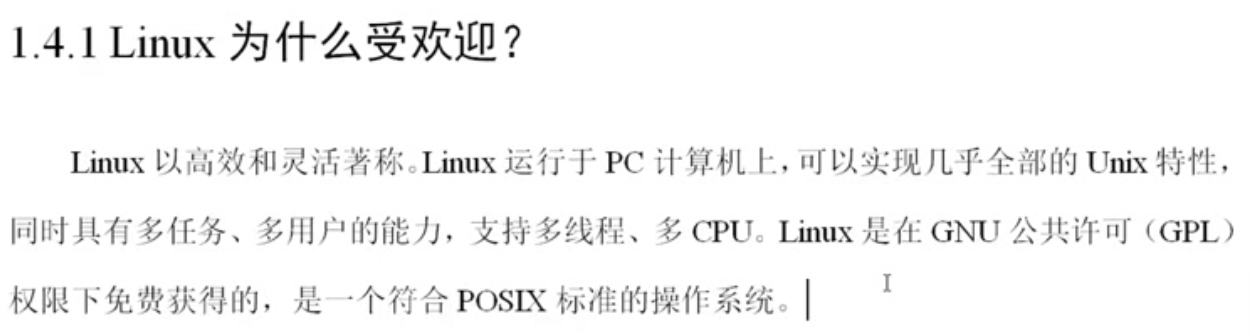 1.4.1 Linux 为什么受欢迎？
Linux 以高效和灵活著称。Linux 运行于 PC 计算机上，可以实现几乎全部的 Unix 特性，
同时具有多任务、多用户的能力，支持多线程、多 CPU。Linux 是在 GNU 公共许可（GPL）
权限下免费获得的，是一个符合 POSIX 标准的操作系统。